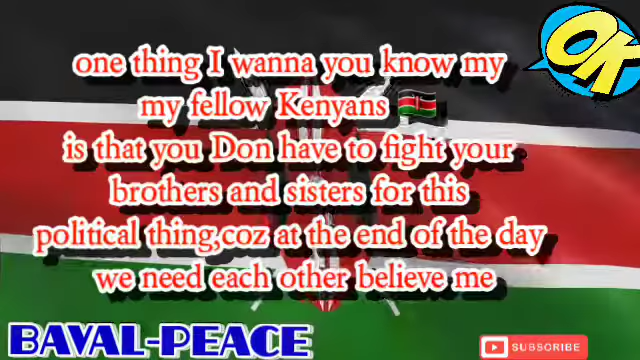 OK
one thing I wanna you know my
my fellow Kenyans 🇰🇪
is that you Don have to fight your
brothers and sisters for this
political thing,coz at the end of the day
we need each other believe me
BAVAL-PEACE
SUBSCRIBE